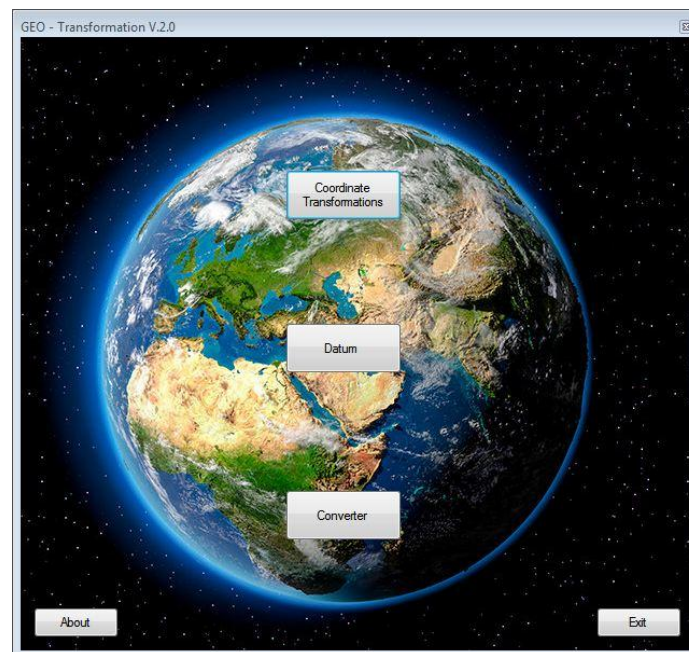 GEO - Transformation V.2.0
Coordinate
Transformations
Datum
Converter
About
Exit